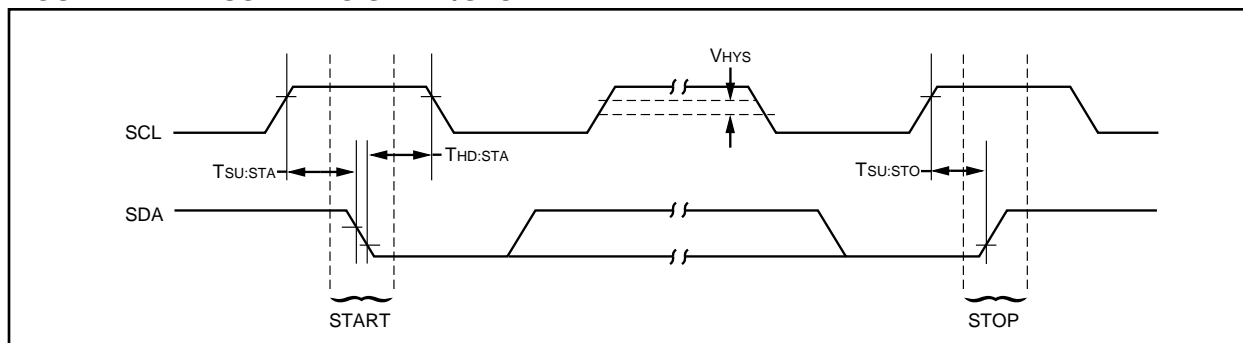 VHYS
SCL
TSU:STA
THD:STA
TSU:STO
SDA
START
STOP